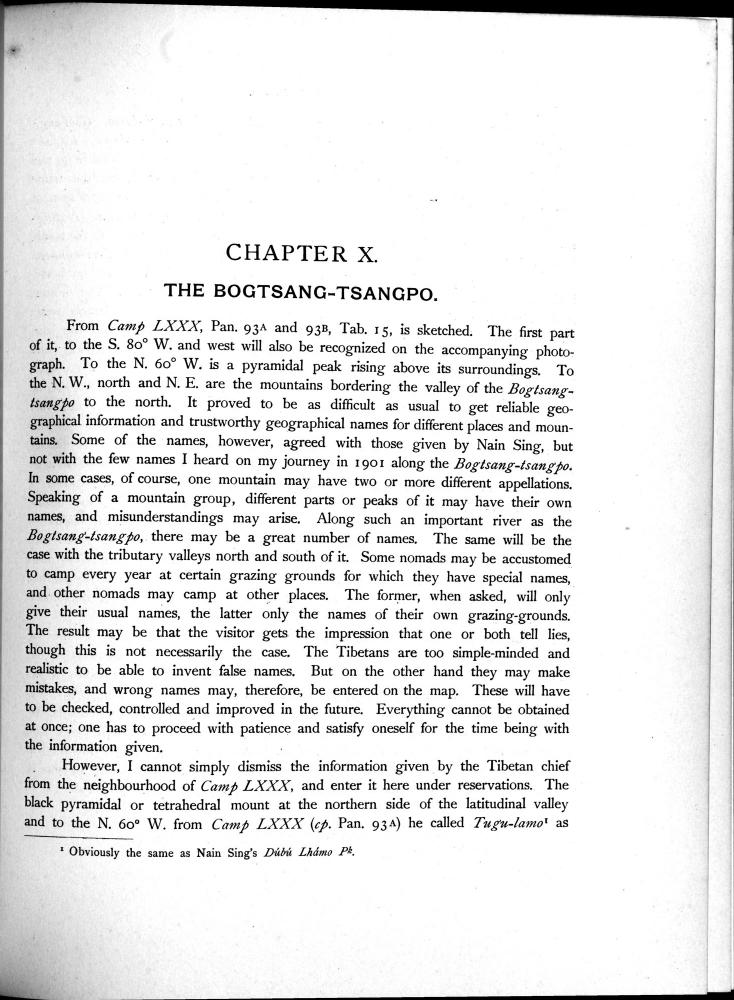 CHAPTER X.
THE BOGTSANG-TSANGPO.
From Camp LXXX, Pan. 93A and 93B, Tab. 15, is sketched. The first part
of it, to the S. 80° W. and west will also be recognized on the accompanying photo-
graph. To the N. 60° W. is a pyramidal peak rising above its surroundings. To
the N. W., north and N. E. are the mountains bordering the valley of the Bogtsang-
tsangpo to the north. It proved to be as difficult as usual to get reliable geo-
graphical information and trustworthy geographical names for different places and moun-
tains. Some of the names, however, agreed with those given by Nain Sing, but
not with the few names I heard on my journey in 1901 along the Bogtsang-tsangpo.
In some cases, of course, one mountain may have two or more different appellations.
Speaking of a mountain group, different parts or peaks of it may have their own
names, and misunderstandings may arise. Along such an important river as the
Bogtsang-tsangpo, there may be a great number of names. The same will be the
case with the tributary valleys north and south of it. Some nomads may be accustomed
to camp every year at certain grazing grounds for which they have special names,
and other nomads may camp at other places. The former, when asked, will only
give their usual names, the latter only the names of their own grazing-grounds.
The result may be that the visitor gets the impression that one or both tell lies,
though this is not necessarily the case. The Tibetans are too simple-minded and
realistic to be able to invent false names. But on the other hand they may make
mistakes, and wrong names may, therefore, be entered on the map. These will have
to be checked, controlled and improved in the future. Everything cannot be obtained
at once; one has to proceed with patience and satisfy oneself for the time being with
the information given.
However, I cannot simply dismiss the information given by the Tibetan chief
from the neighbourhood of Camp LXXX, and enter it here under reservations. The
black pyramidal or tetrahedral mount at the northern side of the latitudinal valley
and to the N. 60° W. from Camp LXXX (cp. Pan. 93A) he called Tugu-lamo¹ as
¹ Obviously the same as Nain Sing's Dúbú Lhámo Pk.